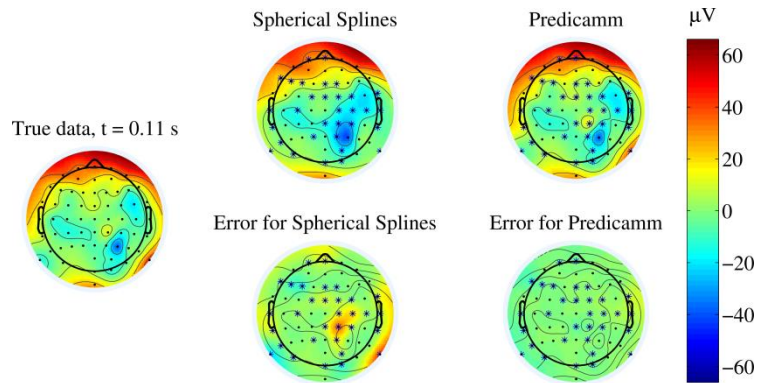 Spherical Splines
Predicamm
µV
True data, t = 0.11 s
Error for Spherical Splines
Error for Predicamm
60
40
20
0
−20
−40
−60